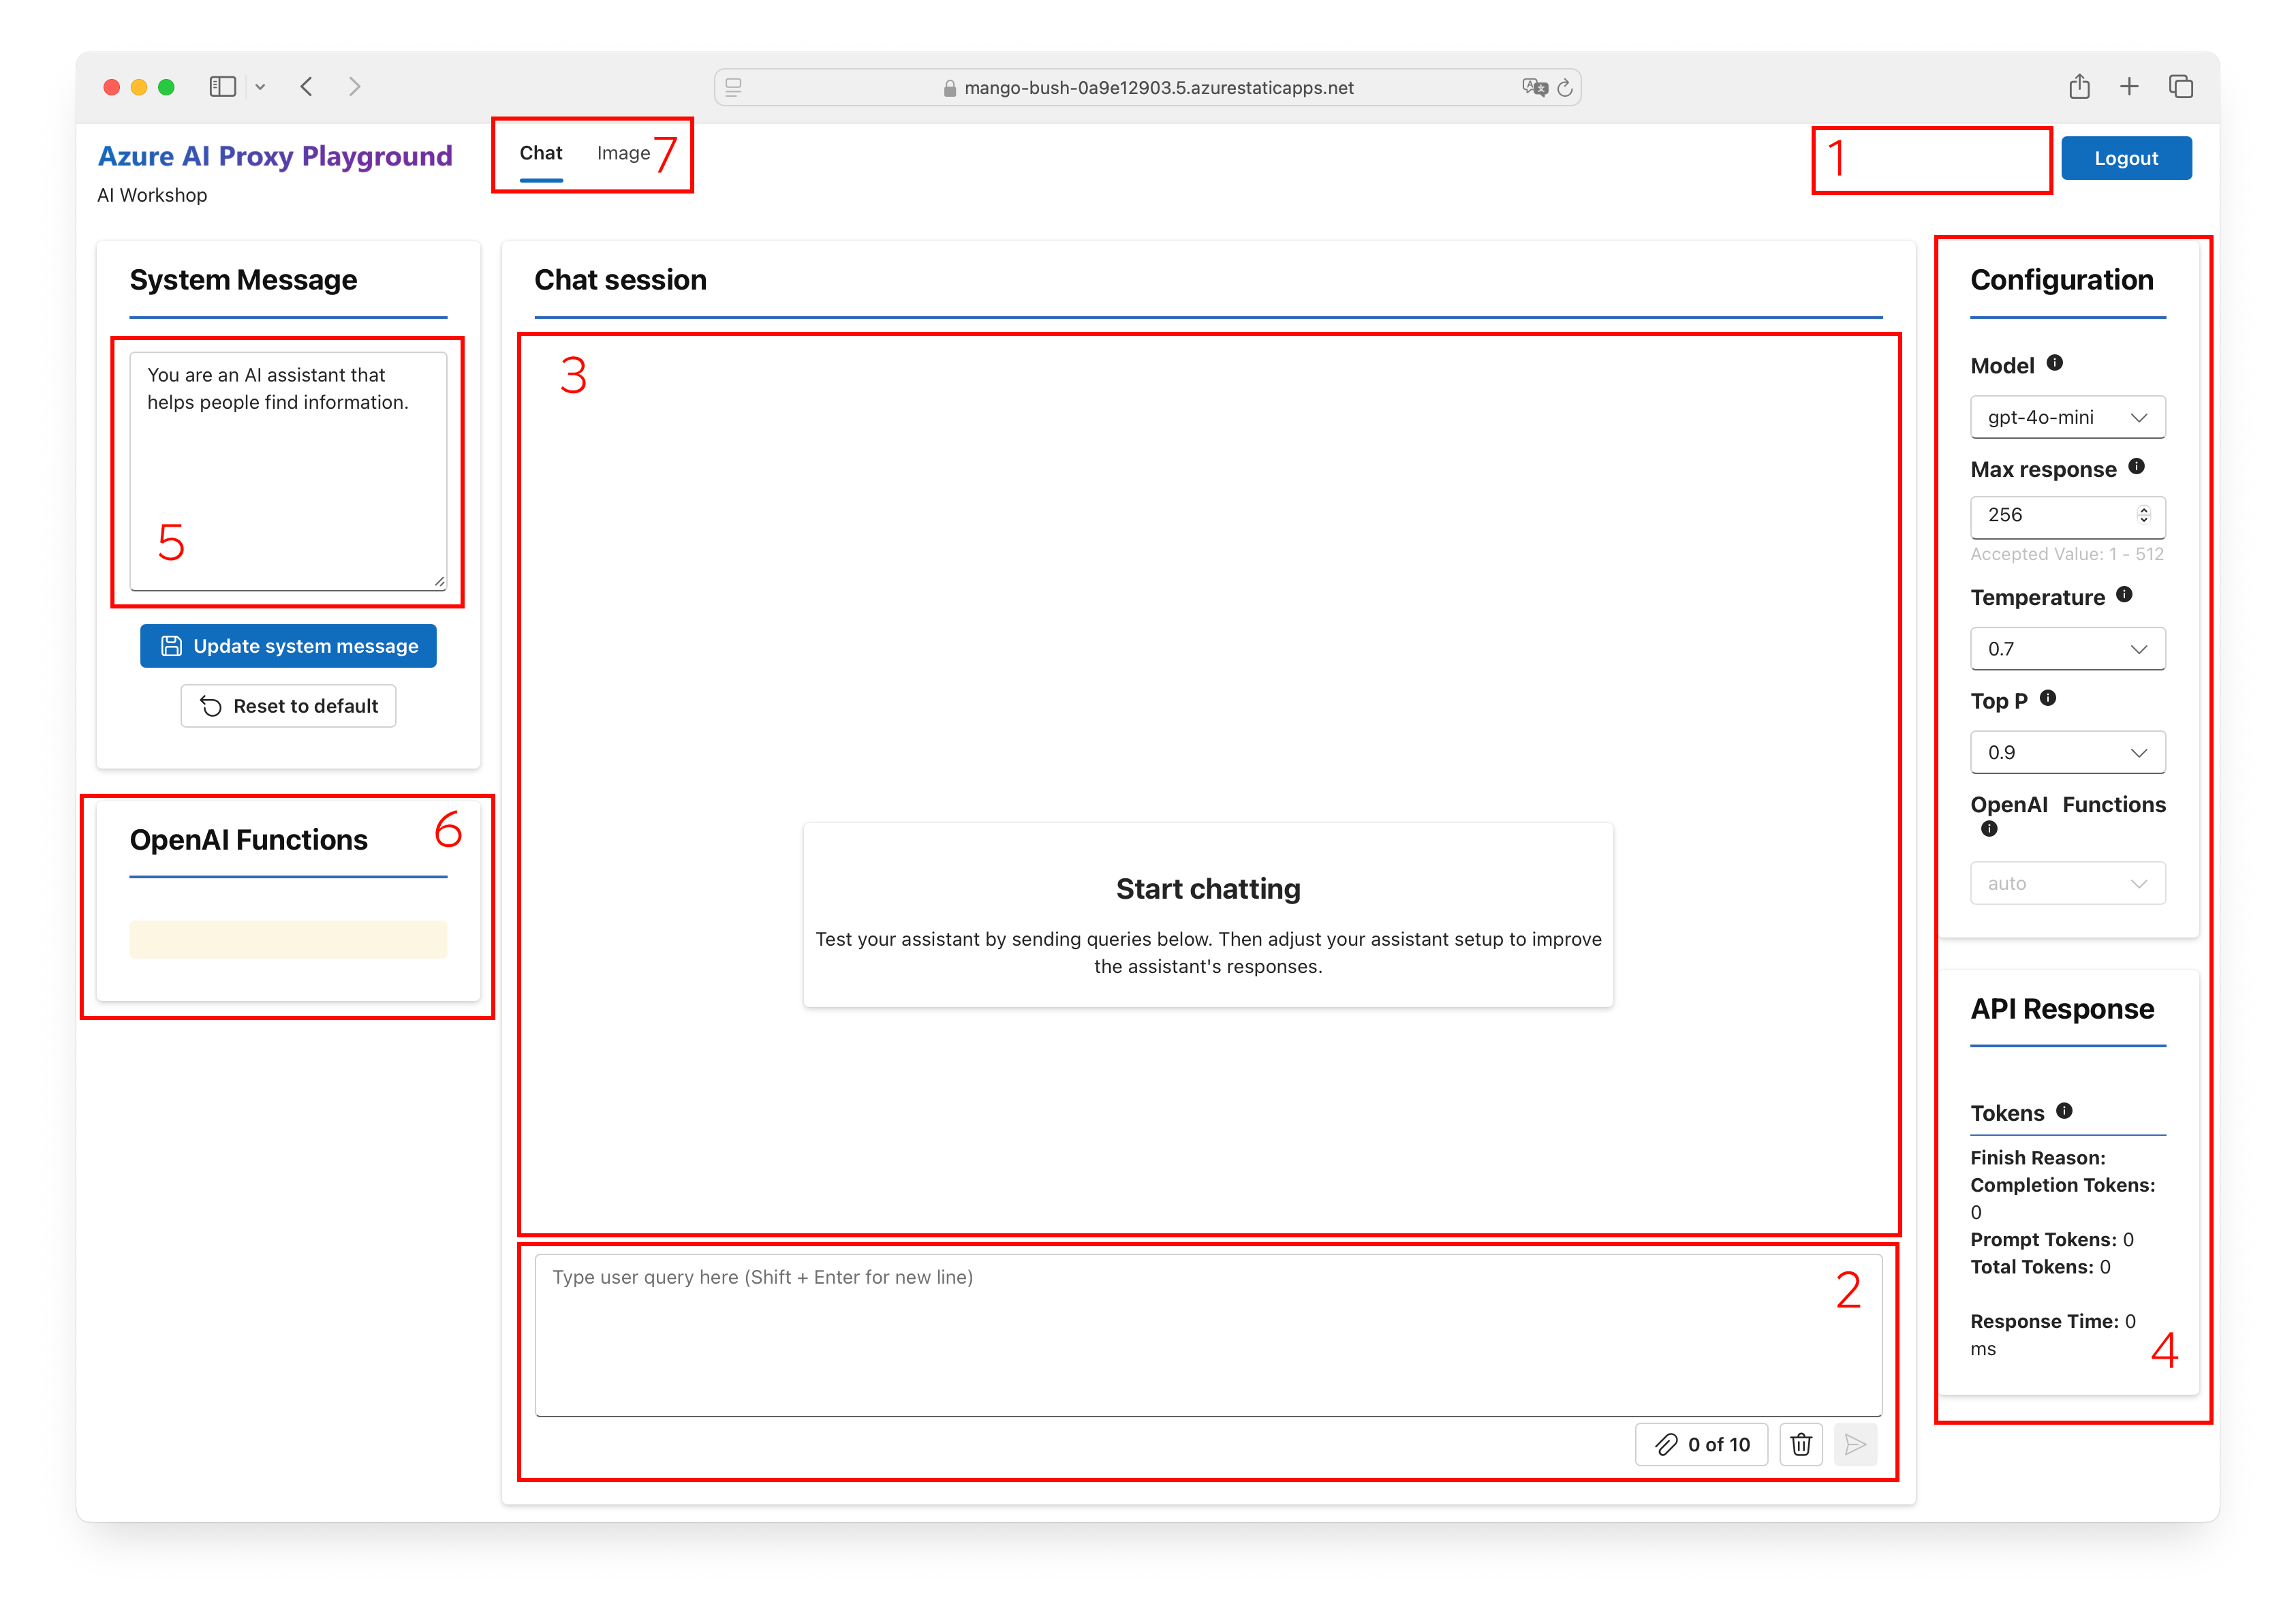 mango-bush-0a9e12903.5.azurestaticapps.net
Azure AI Proxy Playground
AI Workshop
Chat
Image
7
1
Logout
System Message
You are an AI assistant that
helps people find information.
5
Update system message
Reset to default
OpenAI Functions
6
Chat session
3
Start chatting
Test your assistant by sending queries below. Then adjust your assistant setup to improve
the assistant's responses.
Type user query here (Shift + Enter for new line)
2
0 of 10
Configuration
Model
gpt-4o-mini
Max response
256
Accepted Value: 1 - 512
Temperature
0.7
Top P
0.9
OpenAI Functions
auto
API Response
Tokens
Finish Reason:
Completion Tokens:
0
Prompt Tokens: 0
Total Tokens: 0
Response Time: 0
ms
4